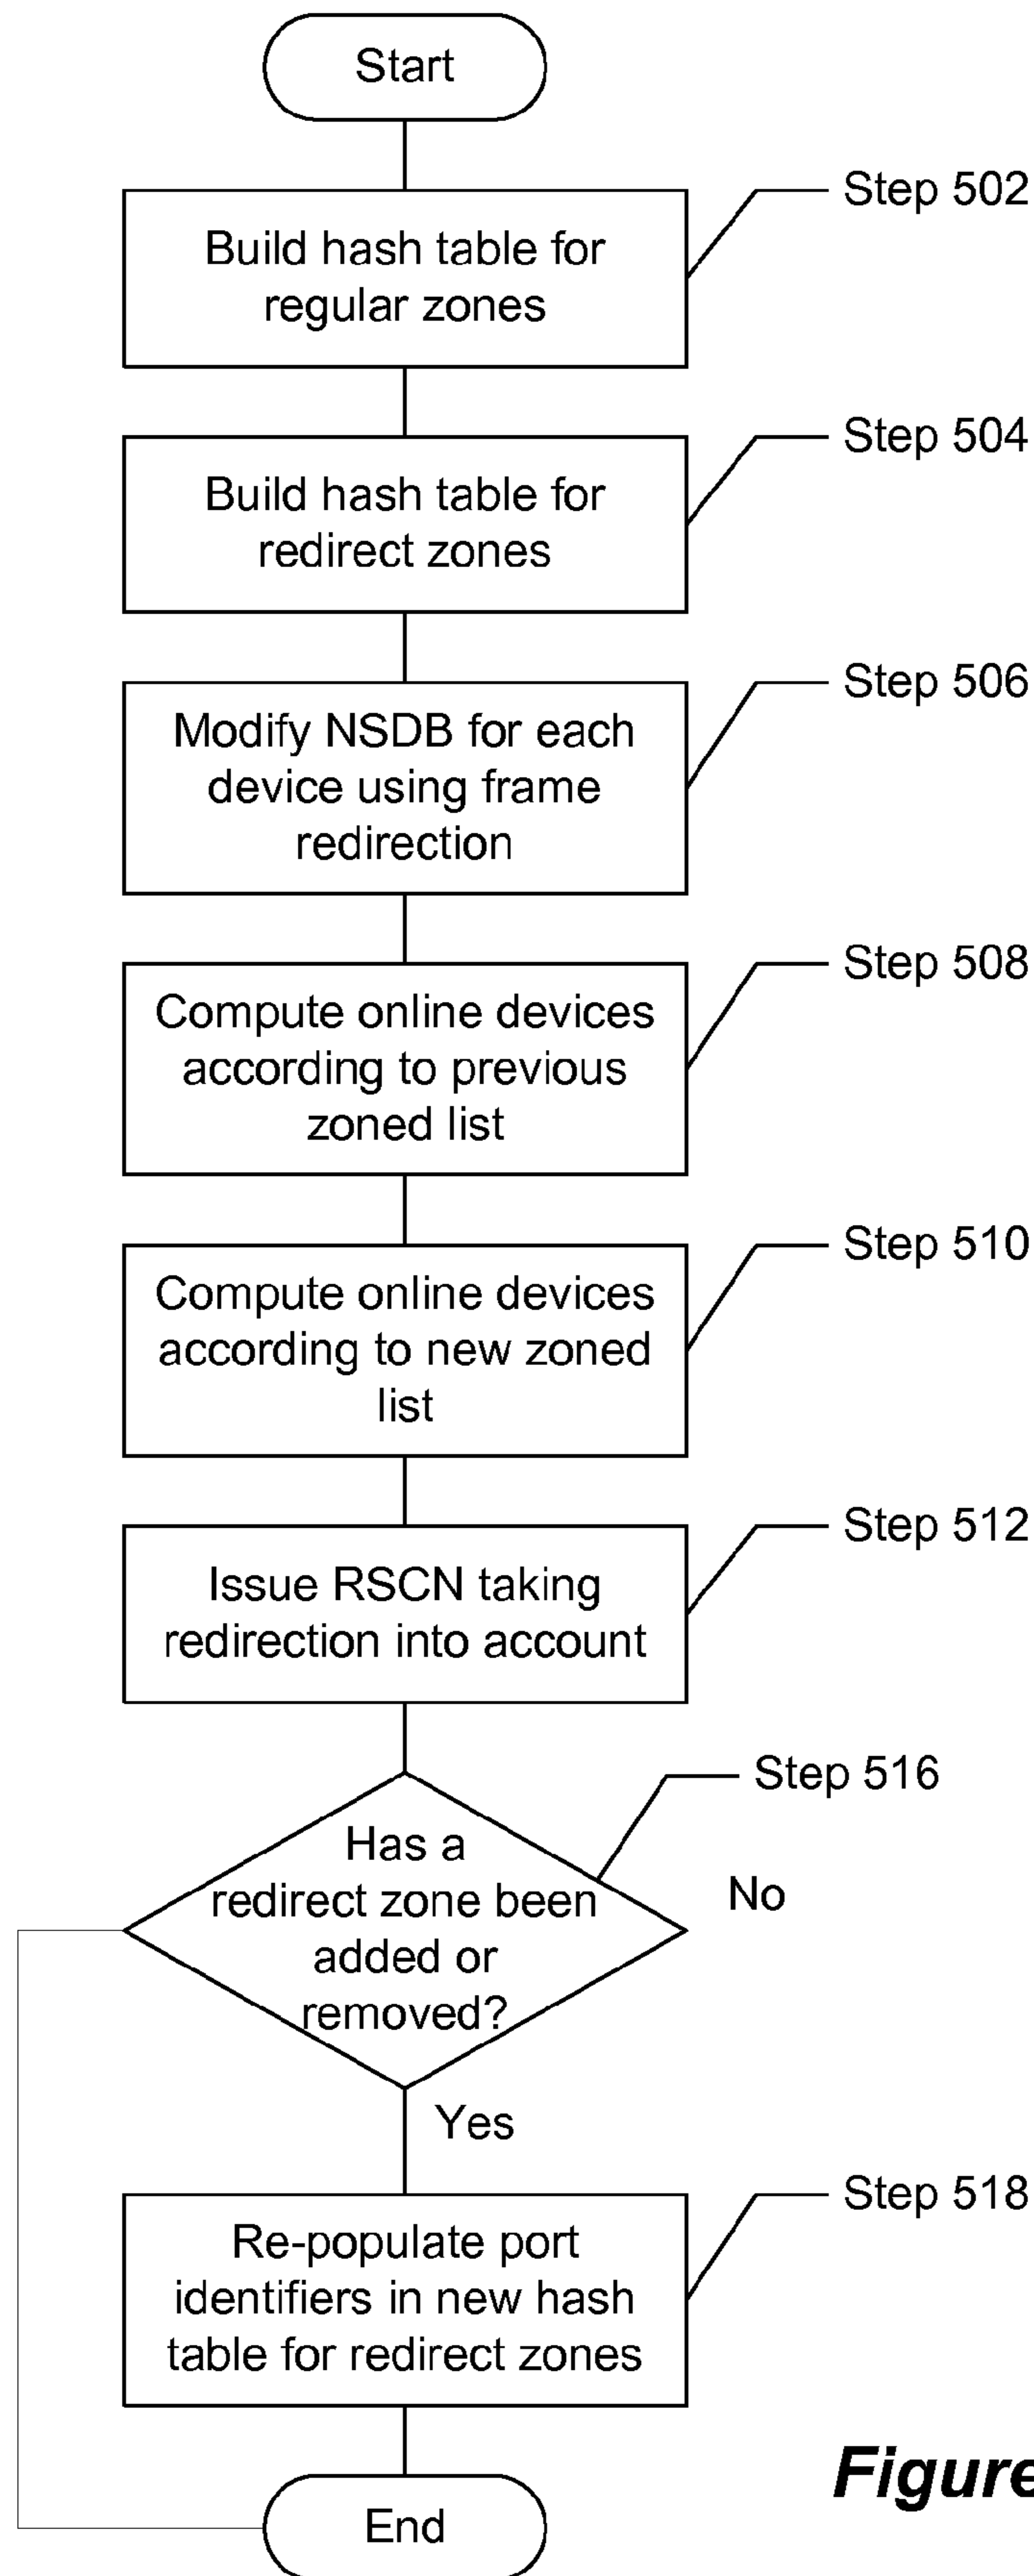 Start
Step 502
Build hash table for
regular zones
Step 504
Build hash table for
redirect zones
Step 506
Modify NSDB for each
device using frame
redirection
Step 508
Compute online devices
according to previous
zoned list
Step 510
Compute online devices
according to new zoned
list
Step 512
Issue RSCN taking
redirection into account
Step 516
Has a
redirect zone been
added or
removed?
No
Yes
Step 518
Re-populate port
identifiers in new hash
table for redirect zones
Figure
End